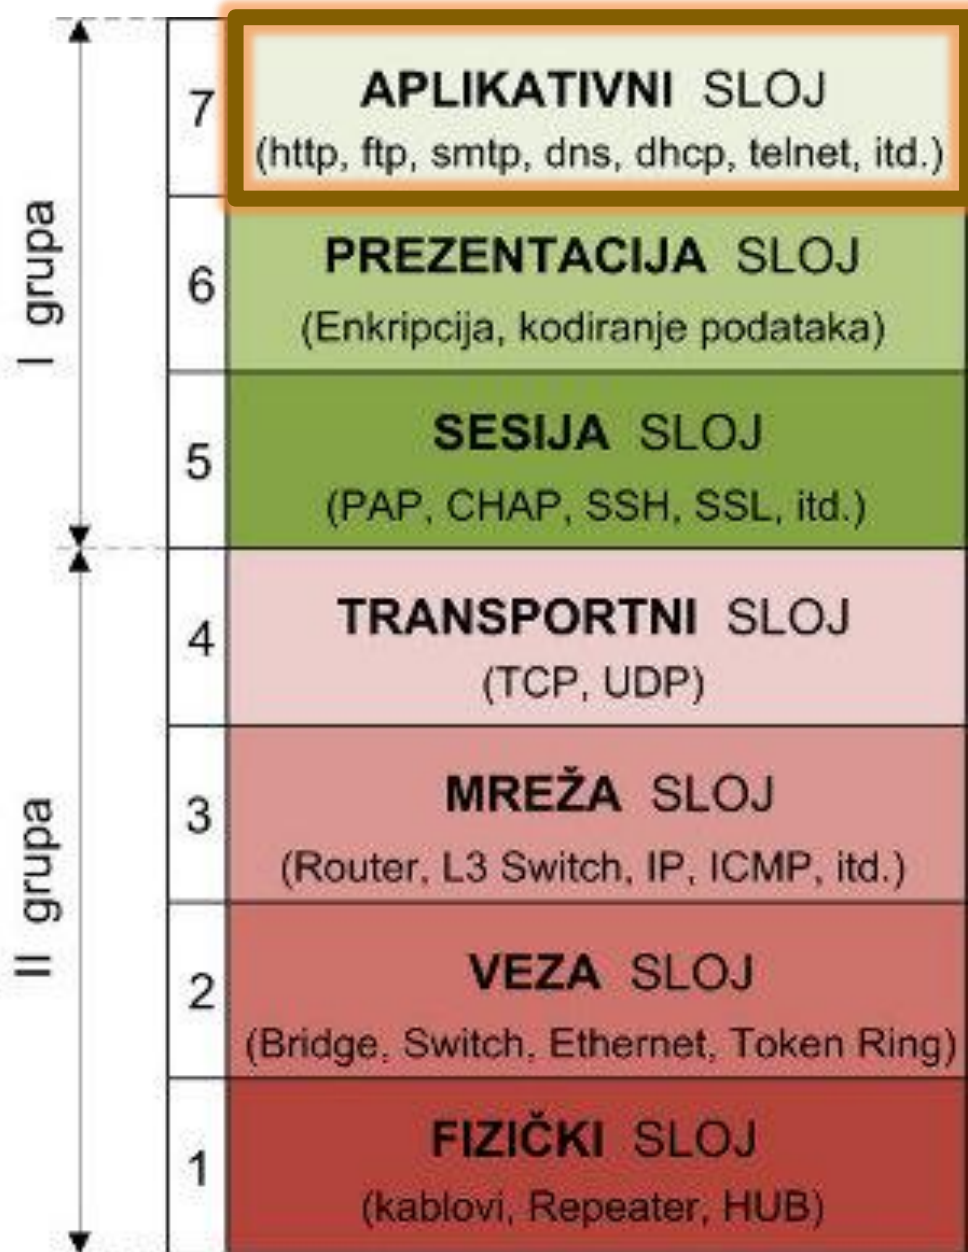 I grupa
7
APLIKATIVNI SLOJ
(http, ftp, smtp, dns, dhcp, telnet, itd.)
6
PREZENTACIJA SLOJ
(Enkripcija, kodiranje podataka)
5
SESIJA SLOJ
(PAP, CHAP, SSH, SSL, itd.)
II grupa
4
TRANSPORTNI SLOJ
(TCP, UDP)
3
MREŽA SLOJ
(Router, L3 Switch, IP, ICMP, itd.)
2
VEZA SLOJ
(Bridge, Switch, Ethernet, Token Ring)
1
FIZIČKI SLOJ
(kablovi, Repeater, HUB)